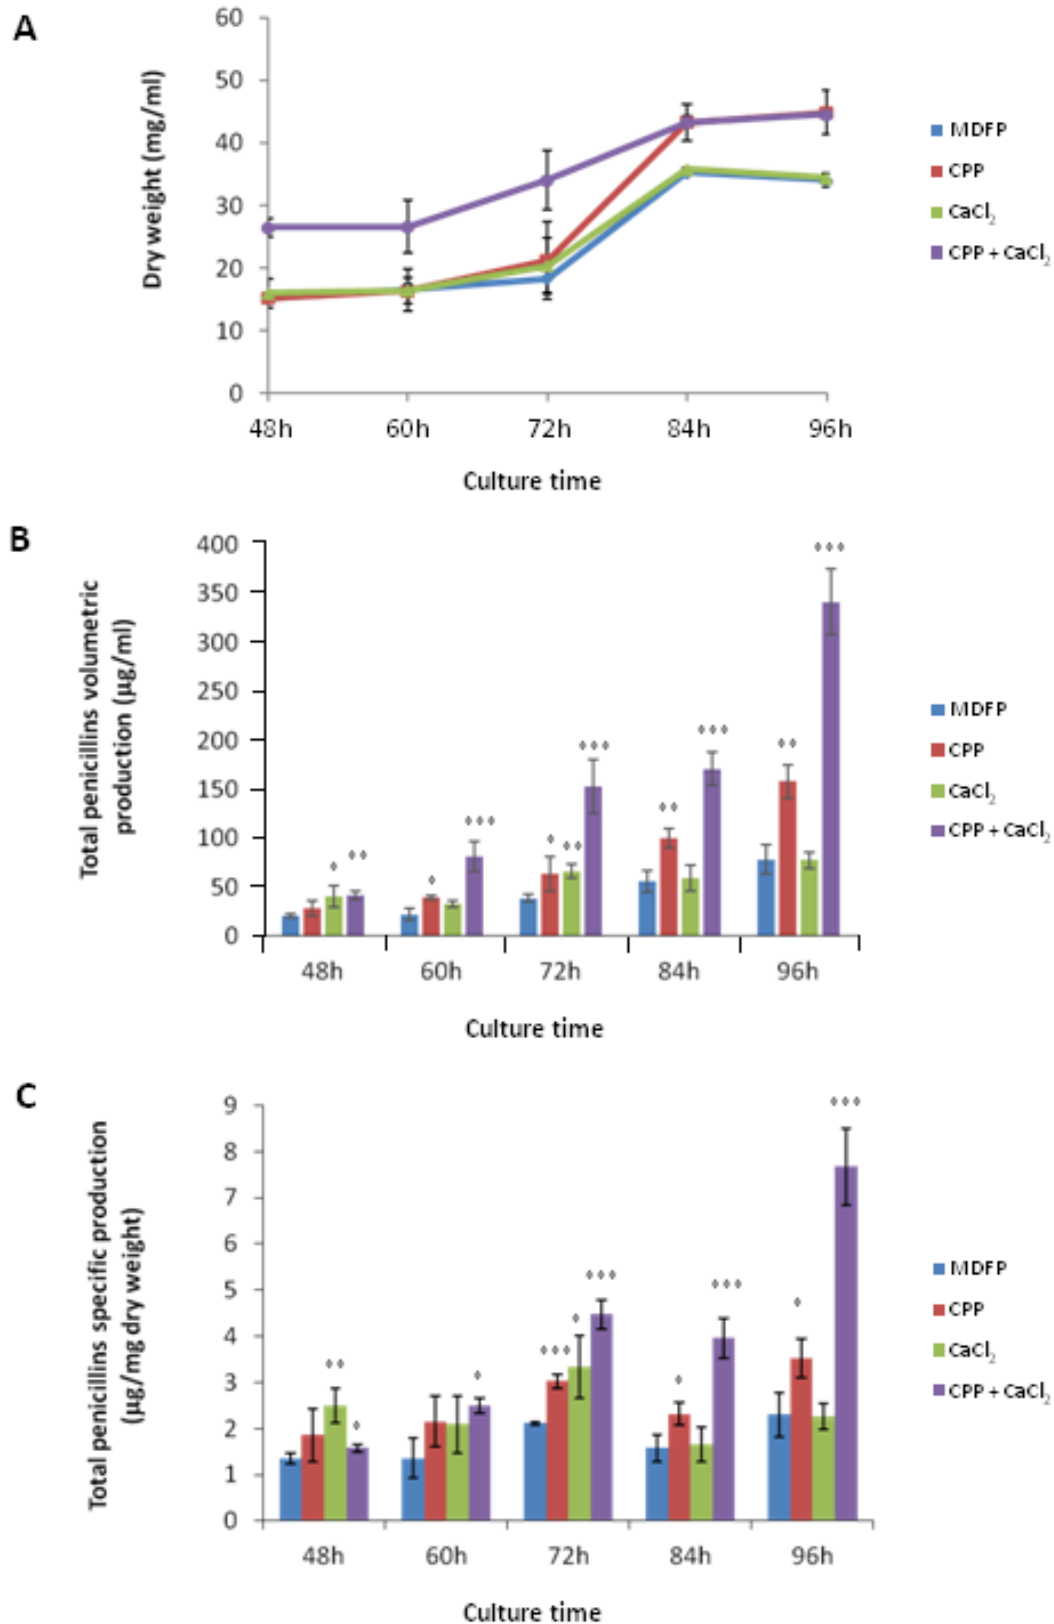 A
Dry weight (mg/ml)
60
50
40
30
20
10
0
48h 60h 72h 84h 96h
Culture time
MDFP
CPP
CaCl₂
CPP + CaCl₂
B
Total penicillins volumetric
production (µg/ml)
400
350
300
250
200
150
100
50
0
* ** * *** * ** *** ** *** ** ***
48h 60h 72h 84h 96h
Culture time
MDFP
CPP
CaCl₂
CPP + CaCl₂
C
Total penicillins specific production
(µg/mg dry weight)
9
8
7
6
5
4
3
2
1
0
** * * *** * *** * *** * ***
48h 60h 72h 84h 96h
Culture time
MDFP
CPP
CaCl₂
CPP + CaCl₂